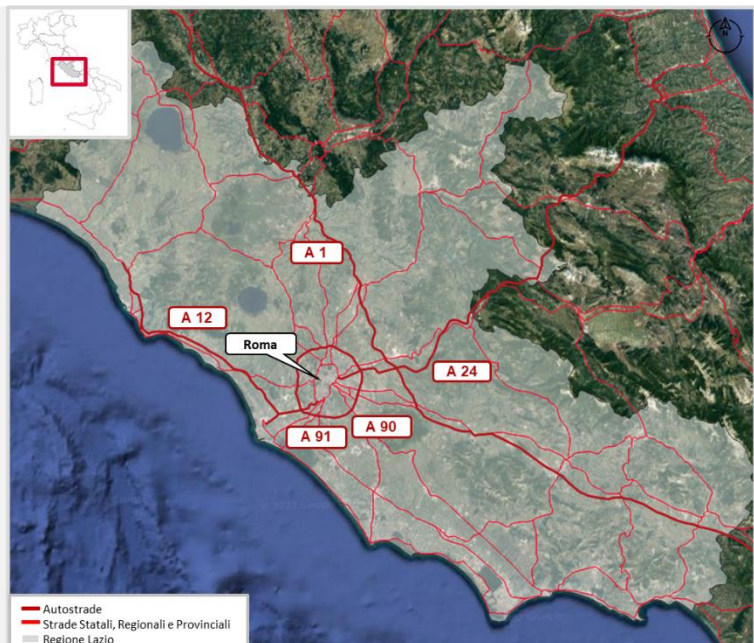 N
A 1
A 12
Roma
A 24
A 91
A 90
Autostrade
Strade Statali, Regionali e Provinciali
Regione Lazio